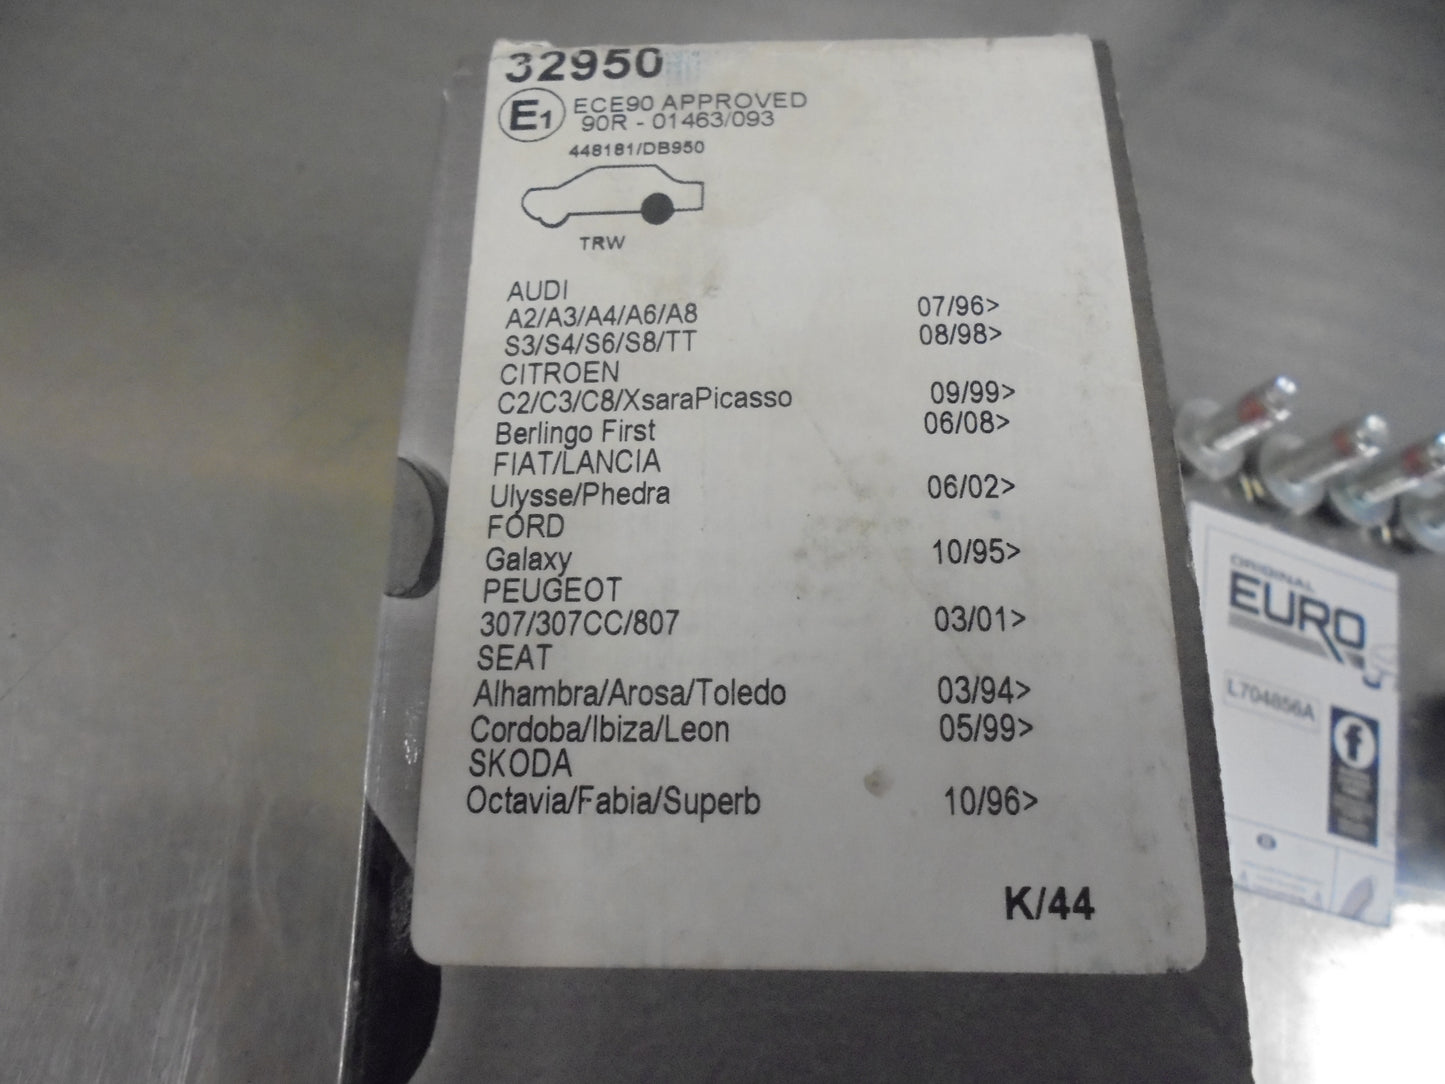 32950
E1
ECE90 APPROVED
90R - 01463/093
448181/DB950
TRW
AUDI
A2/A3/A4/A6/A8 07/96>
S3/S4/S6/S8/TT 08/98>
CITROEN
C2/C3/C8/XsaraPicasso 09/99>
Berlingo First 06/08>
FIAT/LANCIA
Ulysse/Phedra 06/02>
FORD
Galaxy 10/95>
PEUGEOT
307/307CC/807 03/01>
SEAT
Alhambra/Arosa/Toledo 03/94>
Cordoba/Ibiza/Leon 05/99>
SKODA
Octavia/Fabia/Superb 10/96>
K/44
ORIGINAL
EURO
L704856A
f